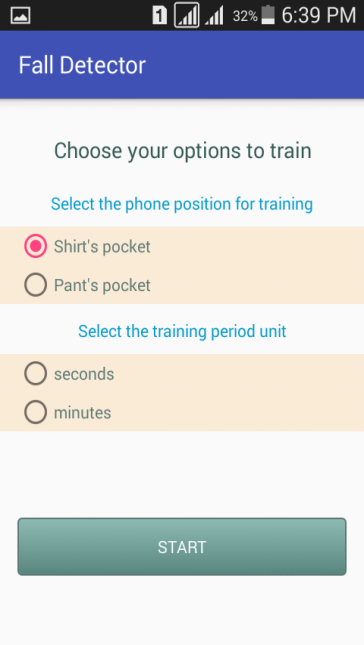 1 32% 6:39 PM
Fall Detector
Choose your options to train
Select the phone position for training
Shirt's pocket
Pant's pocket
Select the training period unit
seconds
minutes
START